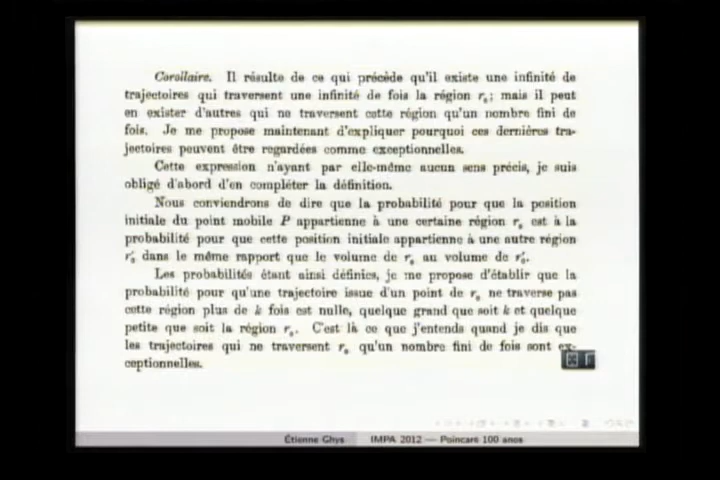 Corollaire. Il résulte de ce qui précède qu'il existe une infinité de
trajectoires qui traversent une infinité de fois la région r₀; mais il peut
en exister d'autres qui ne traversent cette région qu'un nombre fini de
fois. Je me propose maintenant d'expliquer pourquoi ces dernières tra-
jectoires peuvent être regardées comme exceptionnelles.
Cette expression n'ayant par elle-même aucun sens précis, je suis
obligé d'abord d'en compléter la définition.
Nous conviendrons de dire que la probabilité pour que la position
initiale du point mobile P appartienne à une certaine région r₀ est à la
probabilité pour que cette position initiale appartienne à une autre région
r₀' dans le même rapport que le volume de r₀ au volume de r₀'.
Les probabilités étant ainsi définies, je me propose d'établir que la
probabilité pour qu'une trajectoire issue d'un point de r₀ ne traverse pas
cette région plus de k fois est nulle, quelque grand que soit k et quelque
petite que soit la région r₀. C'est là ce que j'entends quand je dis que
les trajectoires qui ne traversent r₀ qu'un nombre fini de fois sont ex-
ceptionnelles.
Étienne Ghys IMPA 2012 — Poincaré 100 anos